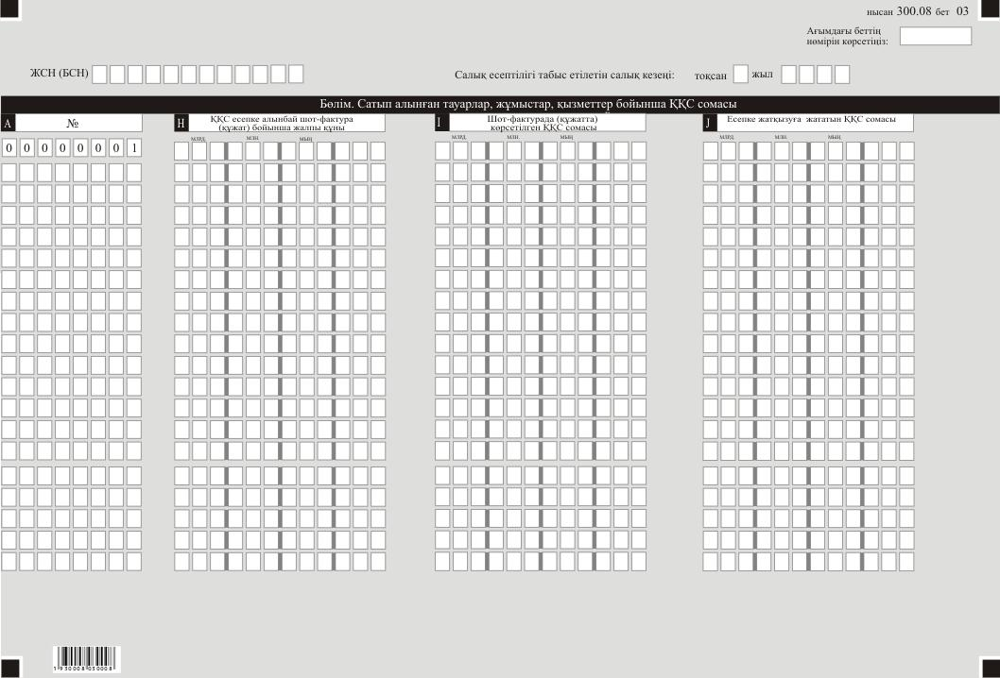 нысан 300.08 бет 03
Ағымдағы беттің
нөмірін көрсетіңіз:
ЖСН (БСН)
Салық есептілігі табыс етілетін салық кезеңі: тоқсан жыл
Бөлім. Сатып алынған тауарлар, жұмыстар, қызметтер бойынша ҚҚС сомасы
A №
H ҚҚС есепке алынбай шот-фактура
(құжат) бойынша жалпы құны
I Шот-фактурада (құжатта)
көрсетілген ҚҚС сомасы
J Есепке жатқызуға жататын ҚҚС сомасы
МЛРД. МЛН. МЫҢ МЛРД. МЛН. МЫҢ МЛРД. МЛН. МЫҢ
0 0 0 0 0 0 0 1
1 930008 030008